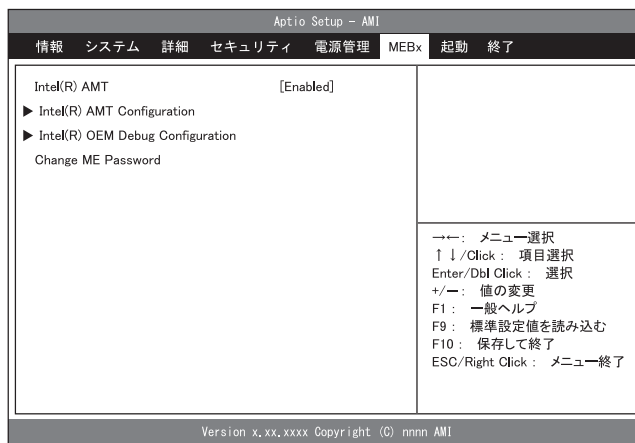 Aptio Setup – AMI
情報 システム 詳細 セキュリティ 電源管理 MEBx 起動 終了
Intel(R) AMT [Enabled]
▶ Intel(R) AMT Configuration
▶ Intel(R) OEM Debug Configuration
Change ME Password
→←： メニュー選択
↑↓/Click： 項目選択
Enter/Dbl Click： 選択
+/ー： 値の変更
F1： 一般ヘルプ
F9： 標準設定値を読み込む
F10： 保存して終了
ESC/Right Click： メニュー終了
Version x.xx.xxxx Copyright (C) nnnn AMI